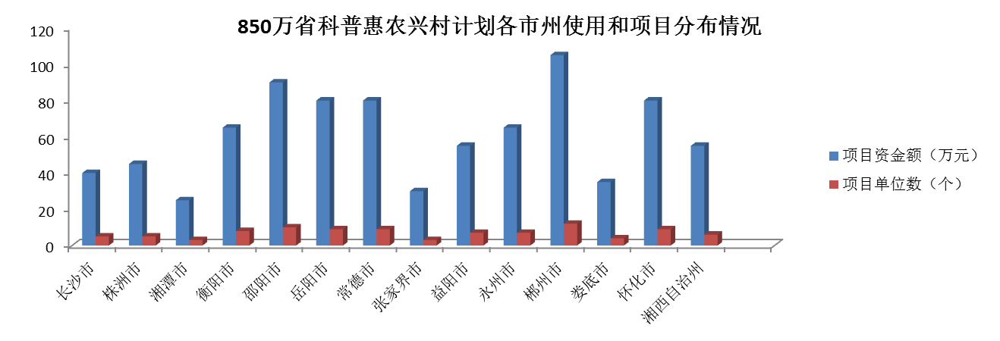 850万省科普惠农兴村计划各市州使用和项目分布情况
120
100
80
60
40
20
0
长沙市
株洲市
湘潭市
衡阳市
邵阳市
岳阳市
常德市
张家界市
益阳市
永州市
郴州市
娄底市
怀化市
湘西自治州
项目资金额（万元）
项目单位数（个）